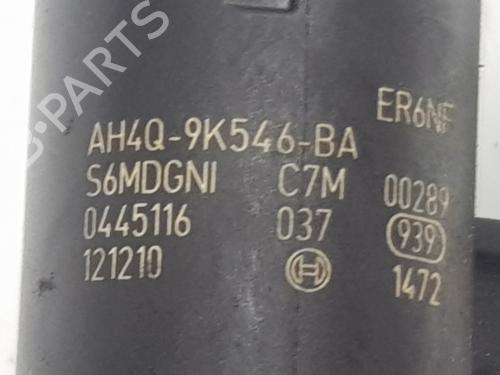 B-PARTS
ER6NF
AH4Q-9K546-BA
S6MDGNI C7M 00289
0445116 037 939
121210 1472